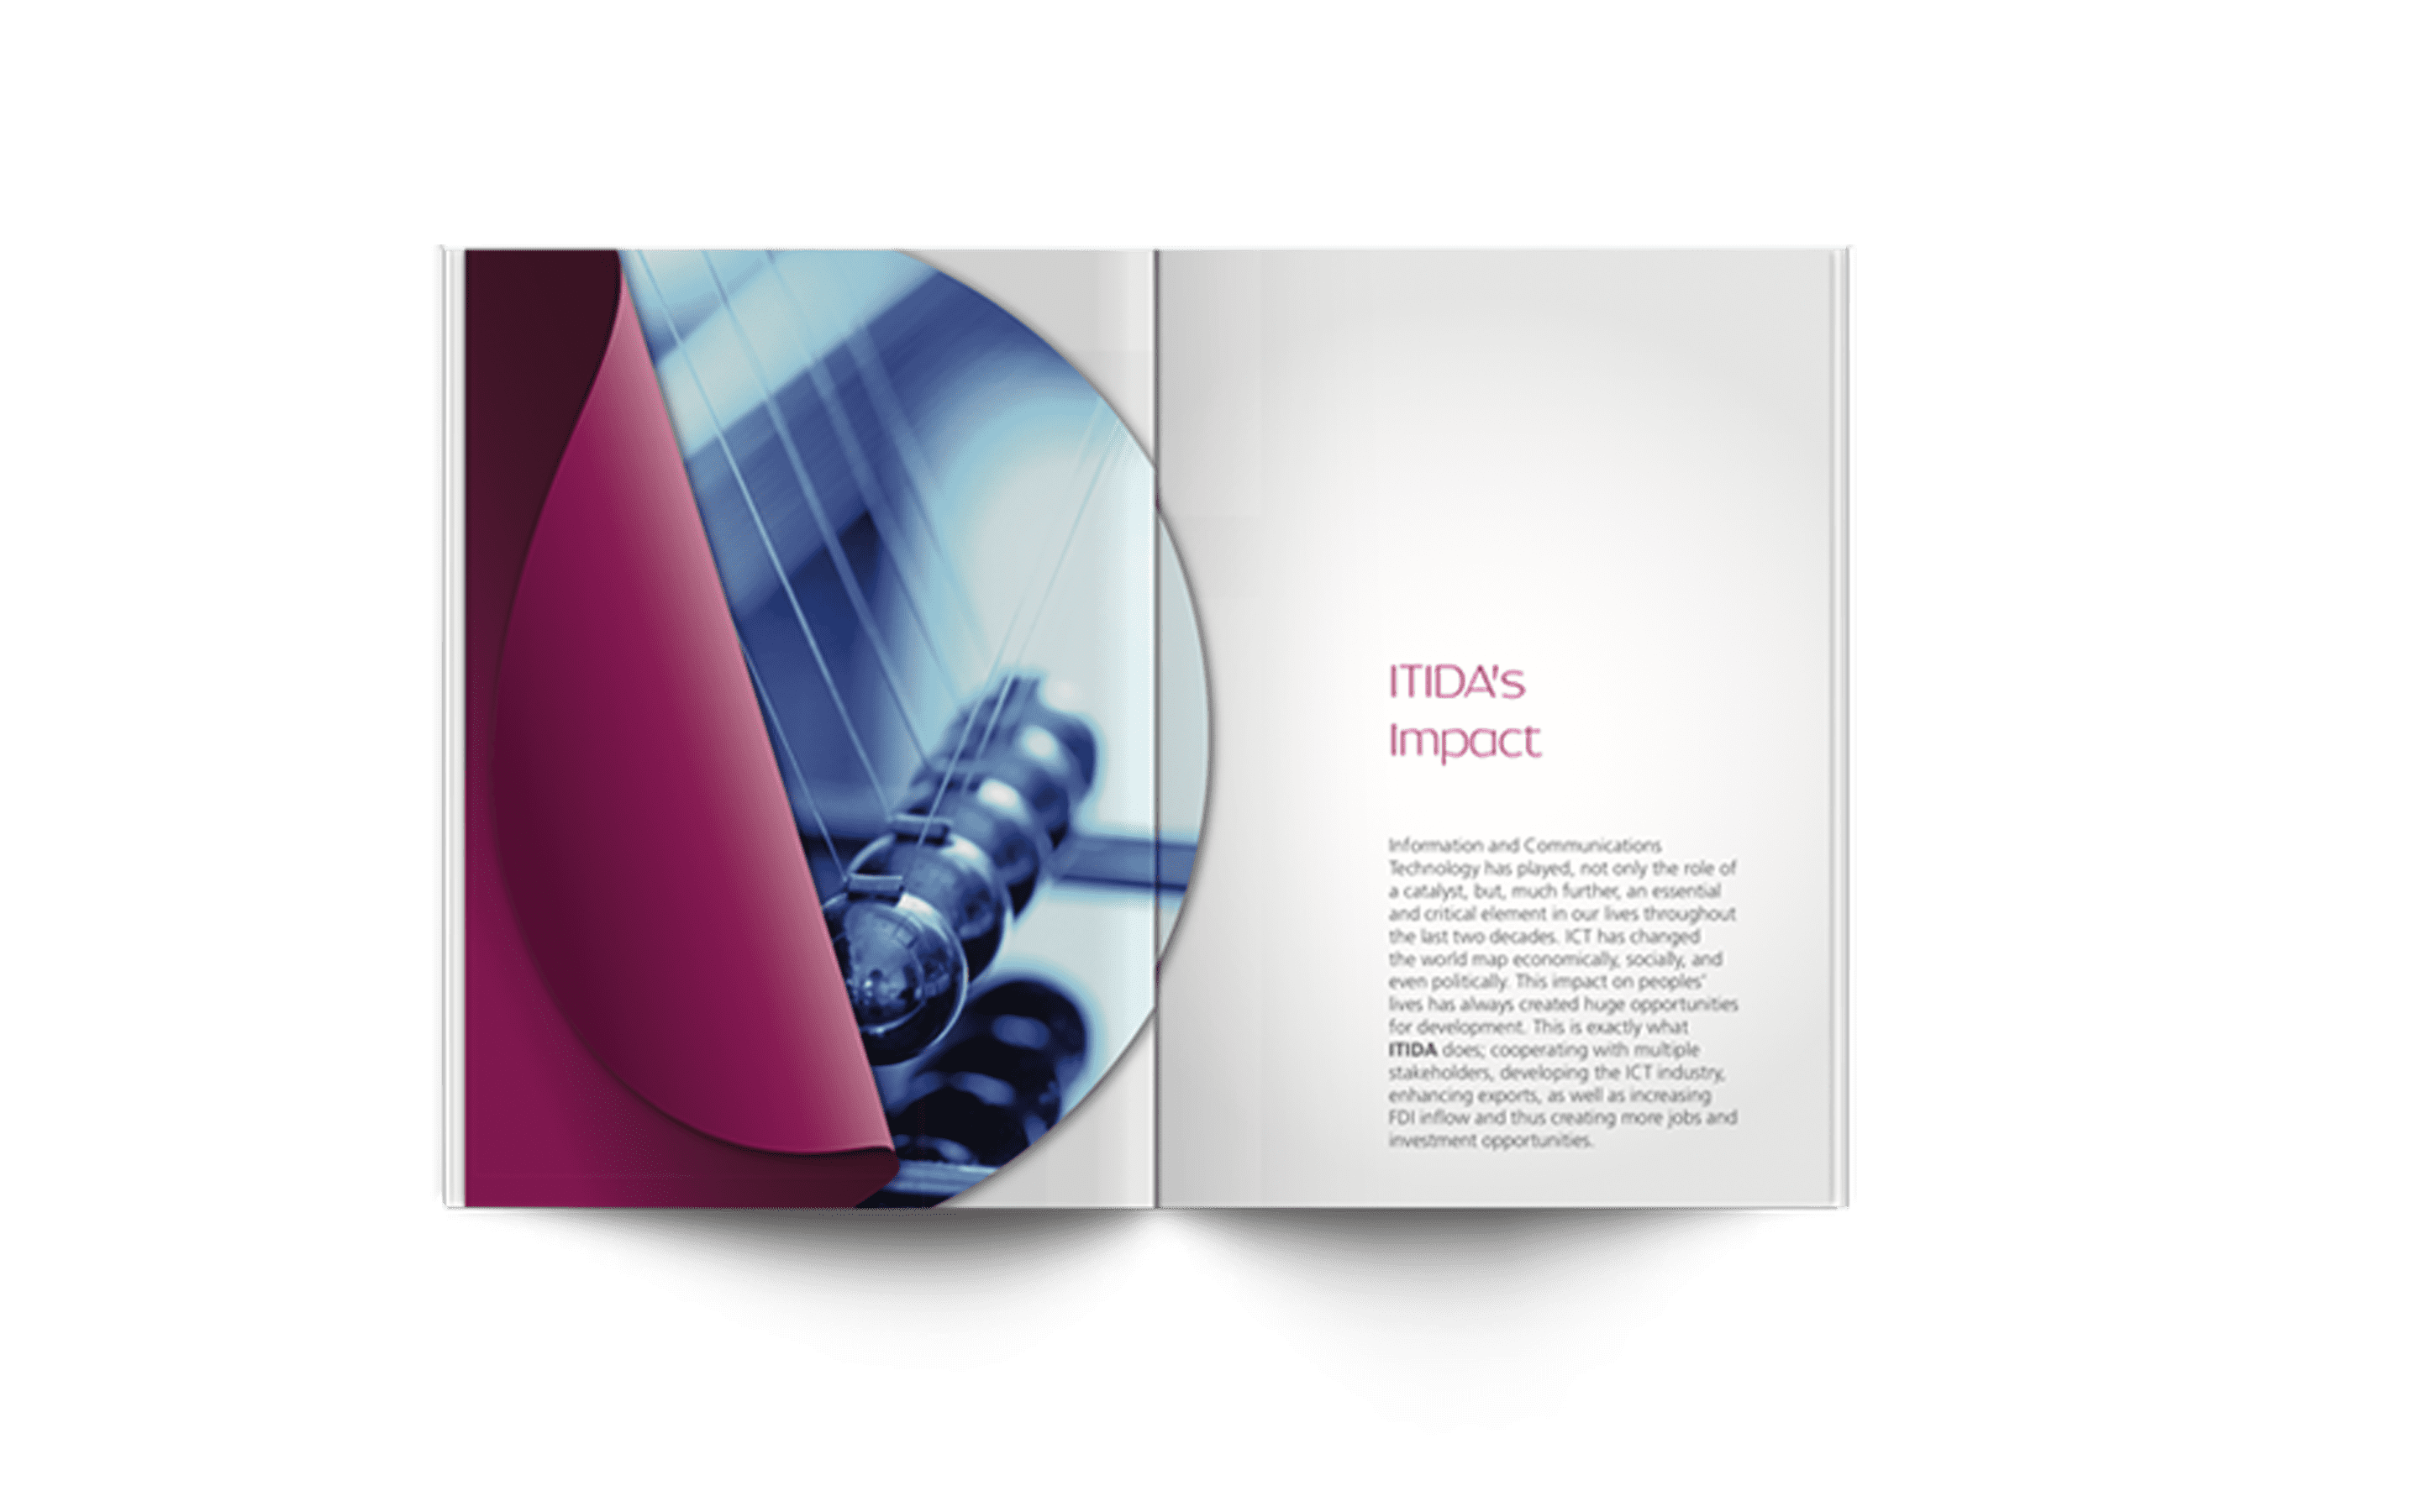 ITIDA's
Impact
Information and Communications
Technology has played, not only the role of
a catalyst, but, much further, an essential
and critical element in our lives throughout
the last two decades. ICT has changed
the world map economically, socially, and
even politically. This impact on peoples'
lives has always created huge opportunities
for development. This is exactly what
ITIDA does; cooperating with multiple
stakeholders, developing the ICT industry,
enhancing exports, as well as increasing
FDI inflow and thus creating more jobs and
investment opportunities.